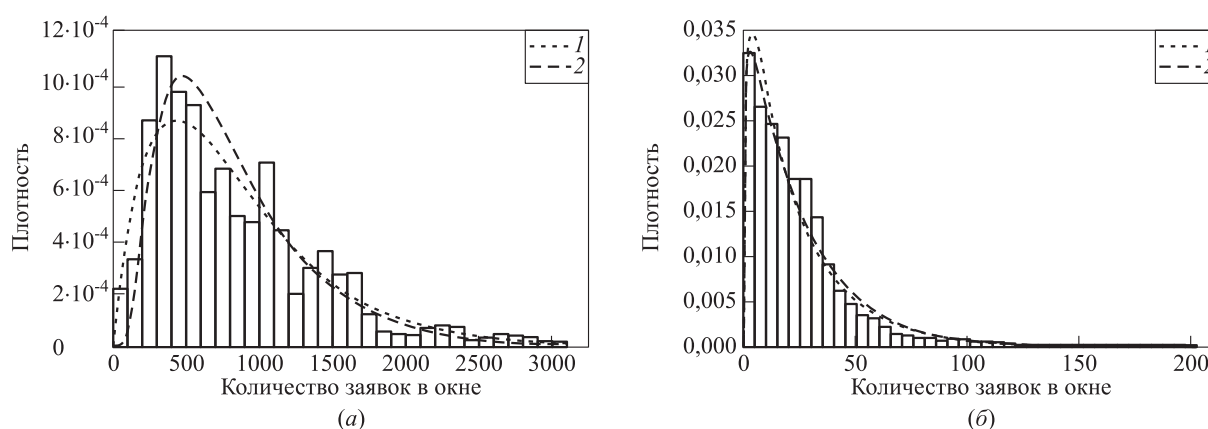 12·10⁻⁴
10·10⁻⁴
8·10⁻⁴
6·10⁻⁴
4·10⁻⁴
2·10⁻⁴
0
Плотность
1
2
0 500 1000 1500 2000 2500 3000
Количество заявок в окне
(а)
0,035
0,030
0,025
0,020
0,015
0,010
0,005
0,000
Плотность
1
2
0 50 100 150 200
Количество заявок в окне
(б)